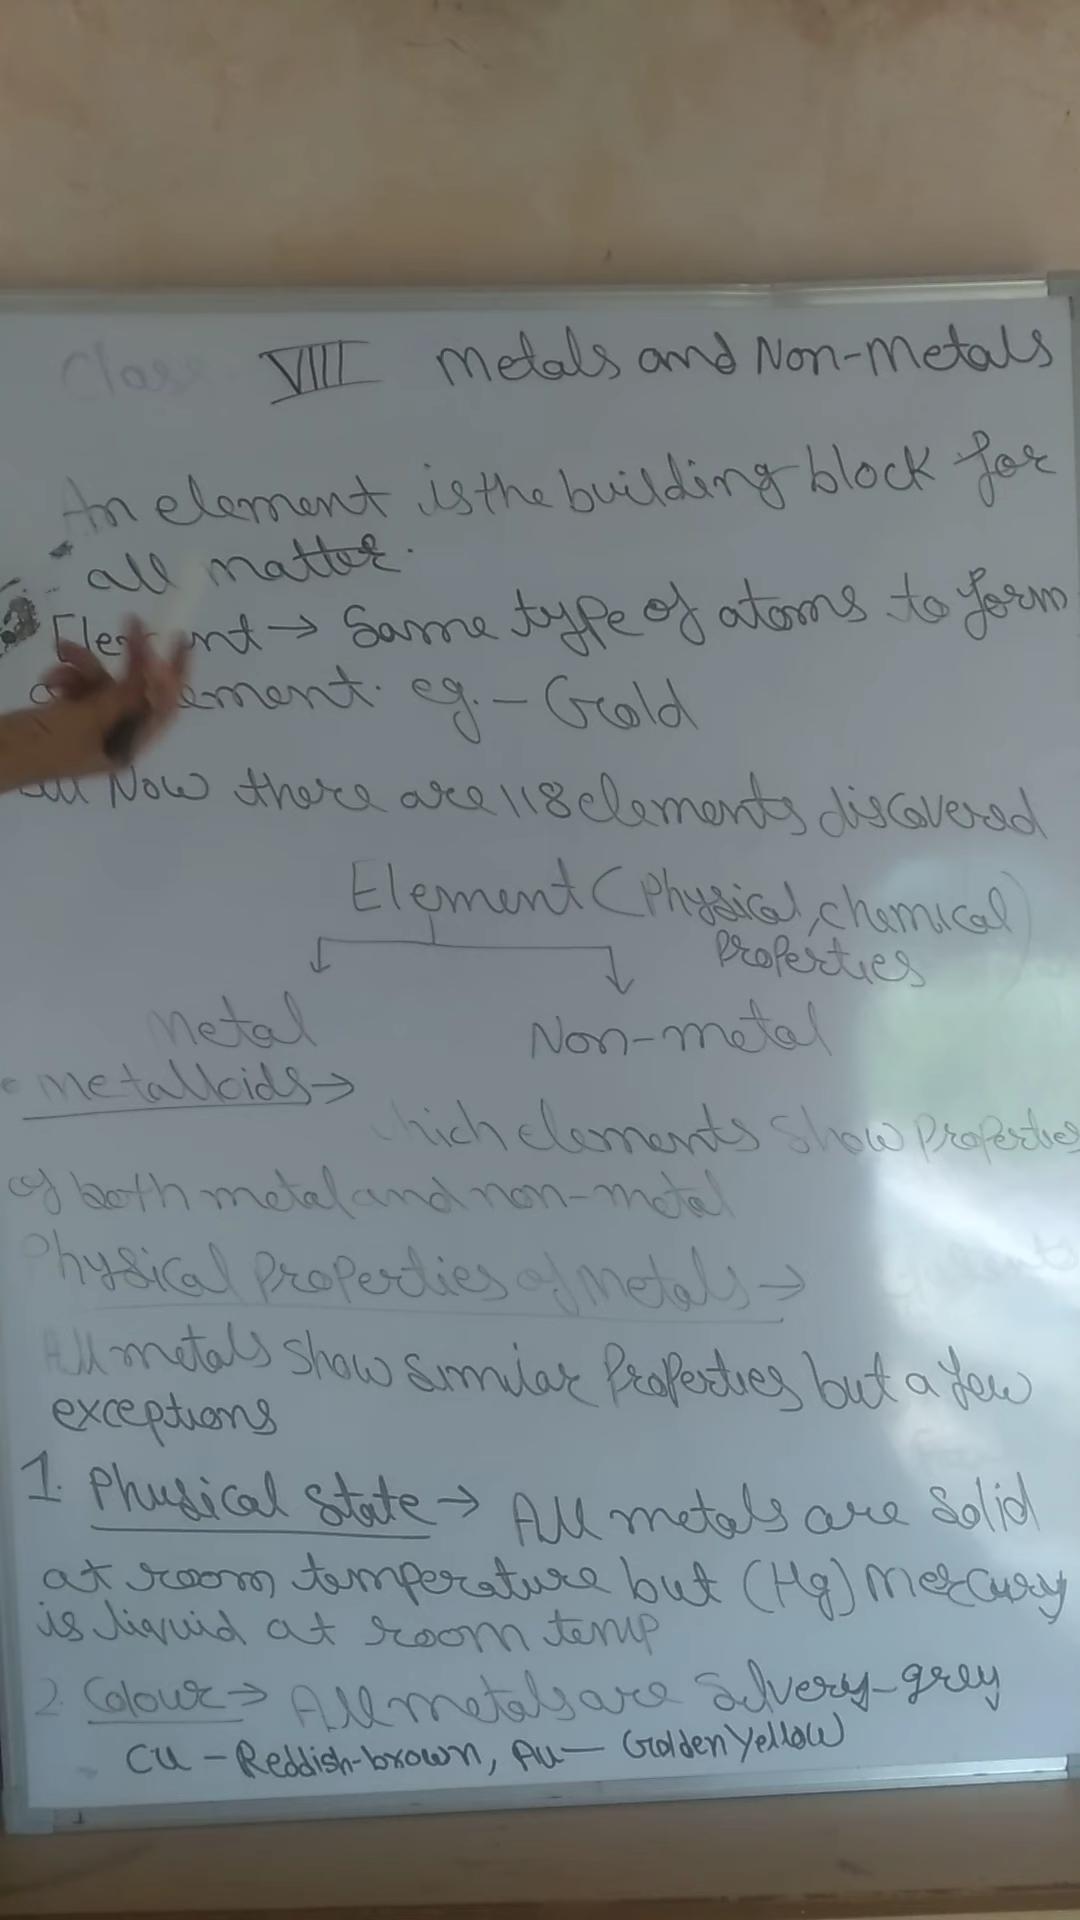 Class VIII Metals and Non-Metals
An element is the building block for
all matter.
Element → Same type of atoms to form
element. eg. - Gold
Till Now there are 118 elements discovered
Element (Physical, chemical)
Properties
Metal Non-metal
Metalloids →
which elements show Properties
of both metal and non-metal
Physical Properties of Metals →
All metals show similar Properties but a few
exceptions
1. Physical State → All metals are solid
at room temperature but (Hg) Mercury
is liquid at room temp
2. Colour → All metals are Silvery-grey
Cu - Reddish-brown, Au - Golden Yellow